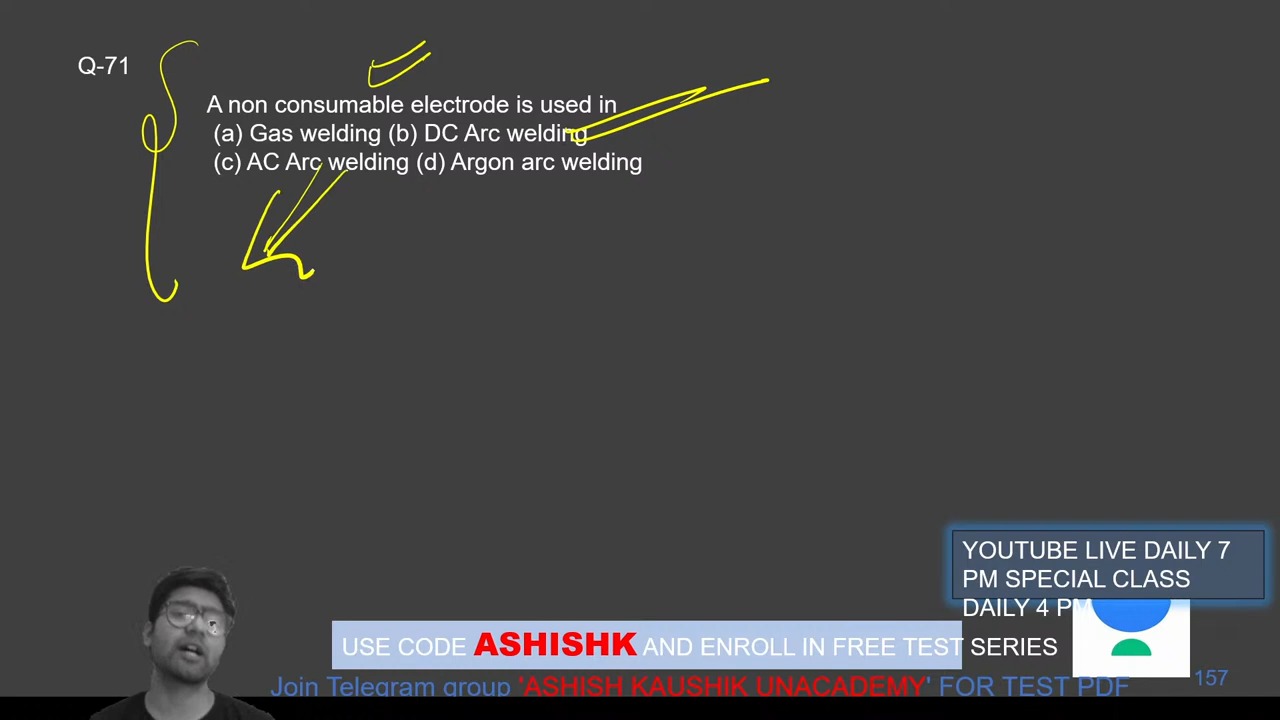 Q-71
A non consumable electrode is used in
(a) Gas welding (b) DC Arc welding
(c) AC Arc welding (d) Argon arc welding
YOUTUBE LIVE DAILY 7
PM SPECIAL CLASS
DAILY 4 PM
USE CODE ASHISHK AND ENROLL IN FREE TEST SERIES
Join Telegram group 'ASHISH KAUSHIK UNACADEMY' FOR TEST PDF
157